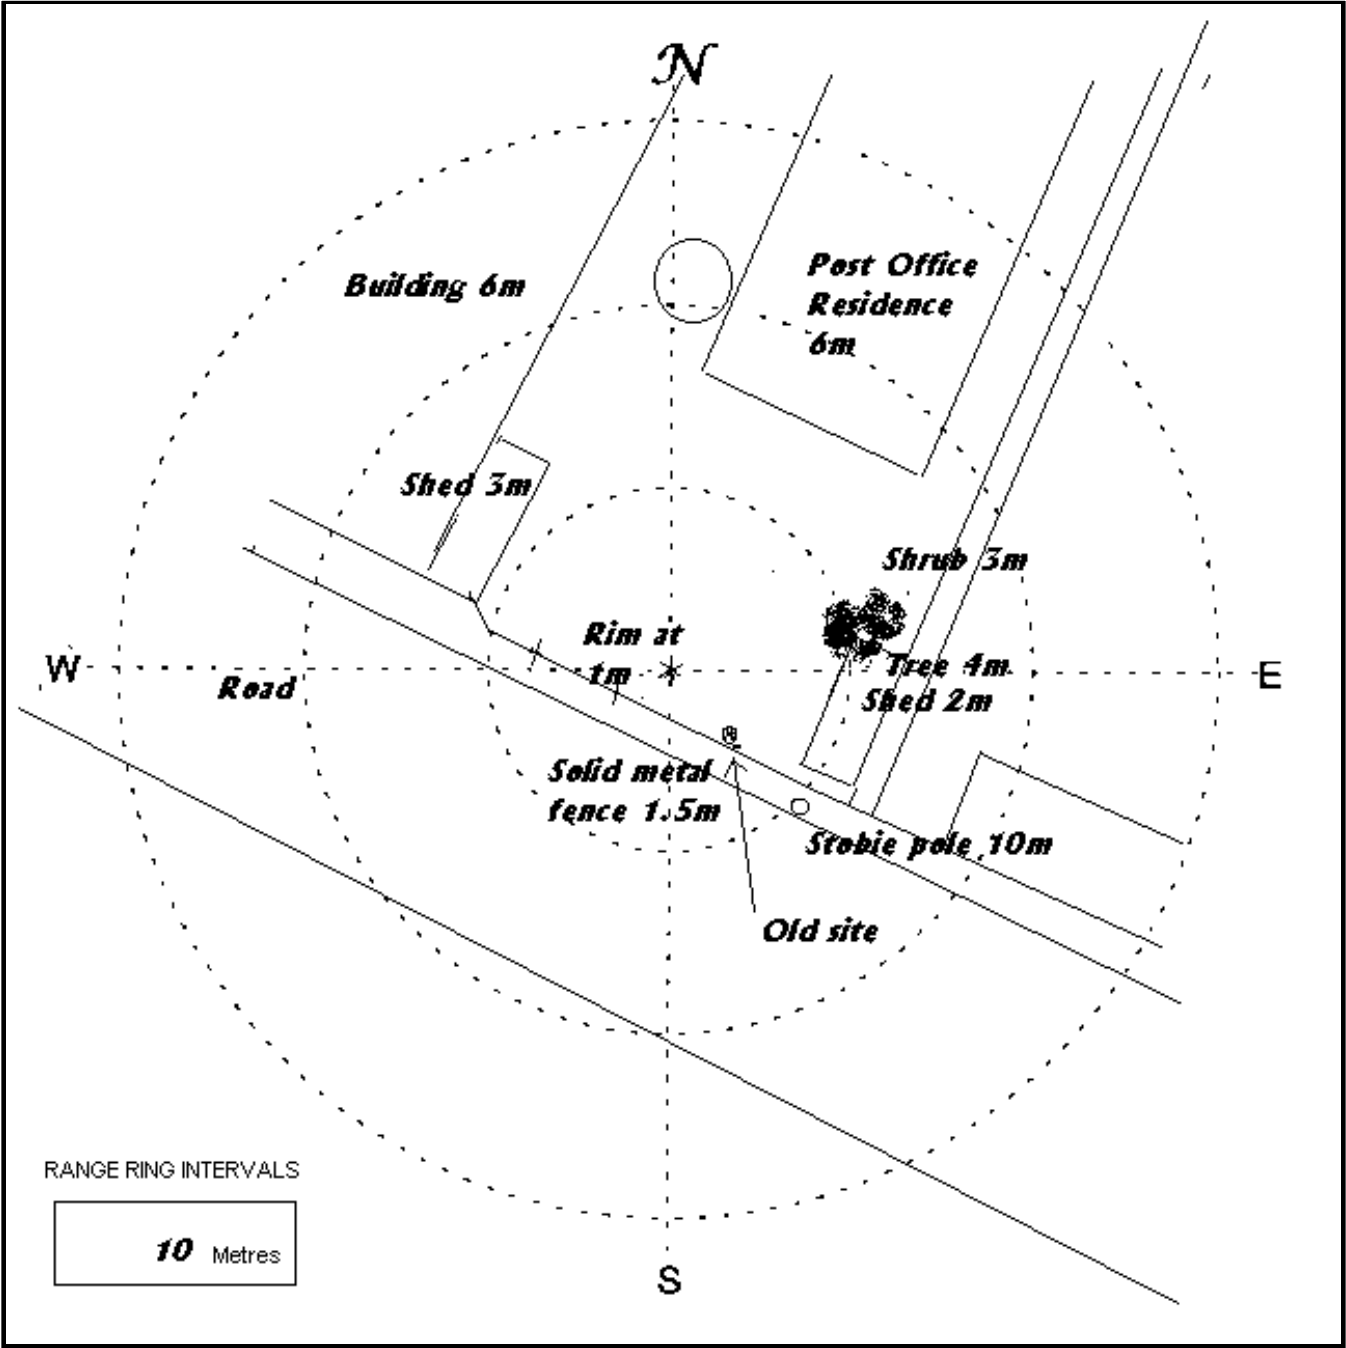 N
Post Office
Residence
6m
Building 6m
Shed 3m
Shrub 3m
Rim at
1m
Tree 4m
Shed 2m
W
E
Road
Solid metal
fence 1.5m
Stobie pole 10m
Old site
RANGE RING INTERVALS
10 Metres
S